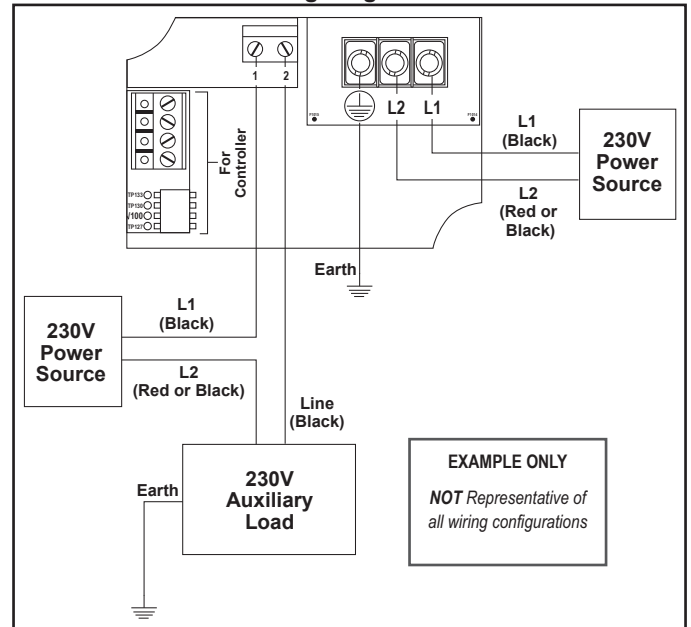 1 2
L2 L1
For
Controller
TP133
TP130
V100
TP127
L1
(Black)
L2
(Red or
Black)
230V
Power
Source
Earth
230V
Power
Source
L1
(Black)
L2
(Red or Black)
Line
(Black)
Earth
230V
Auxiliary
Load
EXAMPLE ONLY
NOT Representative of
all wiring configurations